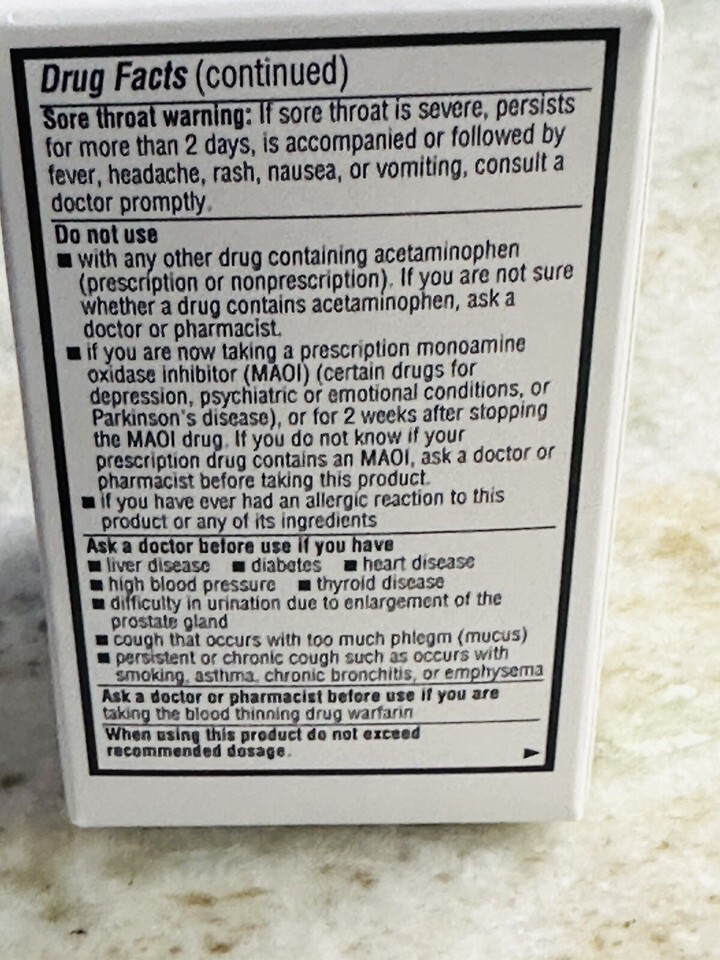 Drug Facts (continued)
Sore throat warning: If sore throat is severe, persists
for more than 2 days, is accompanied or followed by
fever, headache, rash, nausea, or vomiting, consult a
doctor promptly.
Do not use
■ with any other drug containing acetaminophen
(prescription or nonprescription). If you are not sure
whether a drug contains acetaminophen, ask a
doctor or pharmacist.
■ if you are now taking a prescription monoamine
oxidase inhibitor (MAOI) (certain drugs for
depression, psychiatric or emotional conditions, or
Parkinson's disease), or for 2 weeks after stopping
the MAOI drug. If you do not know if your
prescription drug contains an MAOI, ask a doctor or
pharmacist before taking this product.
■ if you have ever had an allergic reaction to this
product or any of its ingredients
Ask a doctor before use if you have
■ liver disease ■ diabetes ■ heart disease
■ high blood pressure ■ thyroid disease
■ difficulty in urination due to enlargement of the
prostate gland
■ cough that occurs with too much phlegm (mucus)
■ persistent or chronic cough such as occurs with
smoking, asthma, chronic bronchitis, or emphysema
Ask a doctor or pharmacist before use if you are
taking the blood thinning drug warfarin
When using this product do not exceed
recommended dosage.